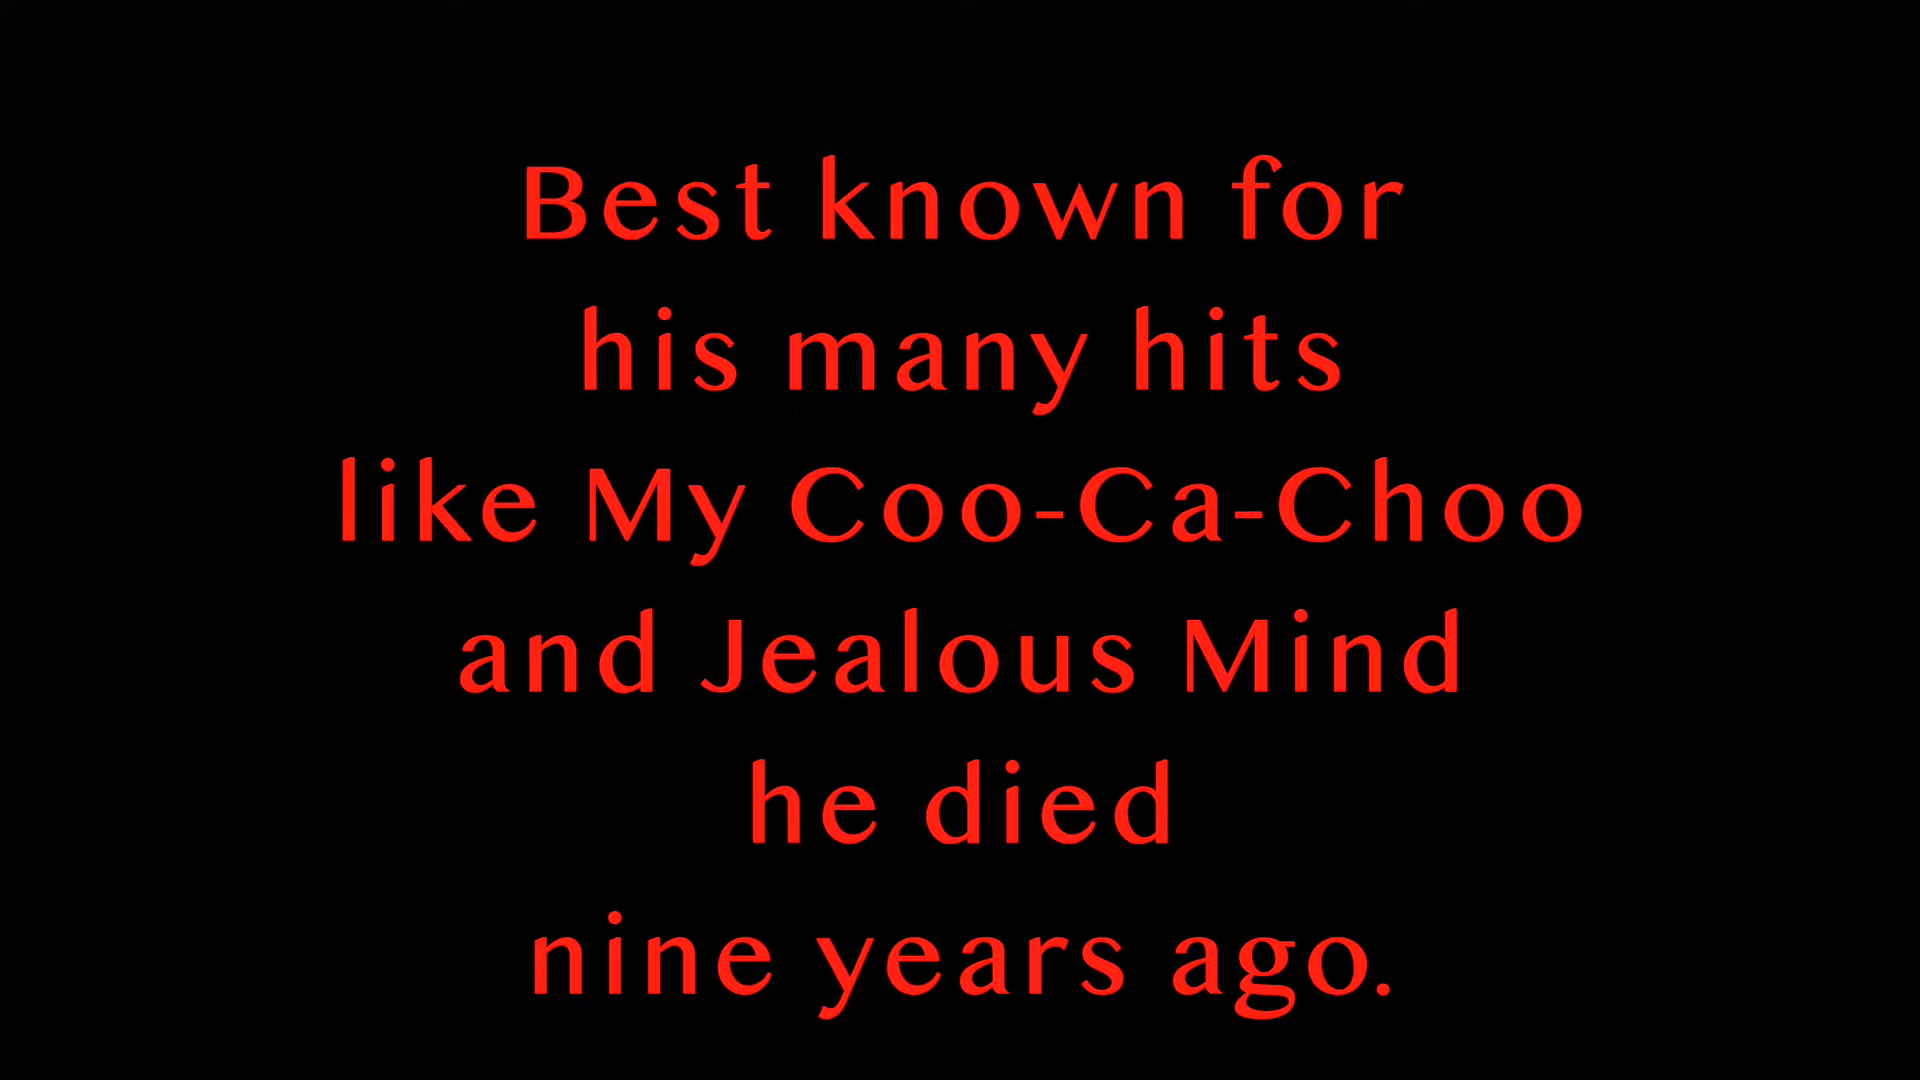 Best known for
his many hits
like My Coo-Ca-Choo
and Jealous Mind
he died
nine years ago.